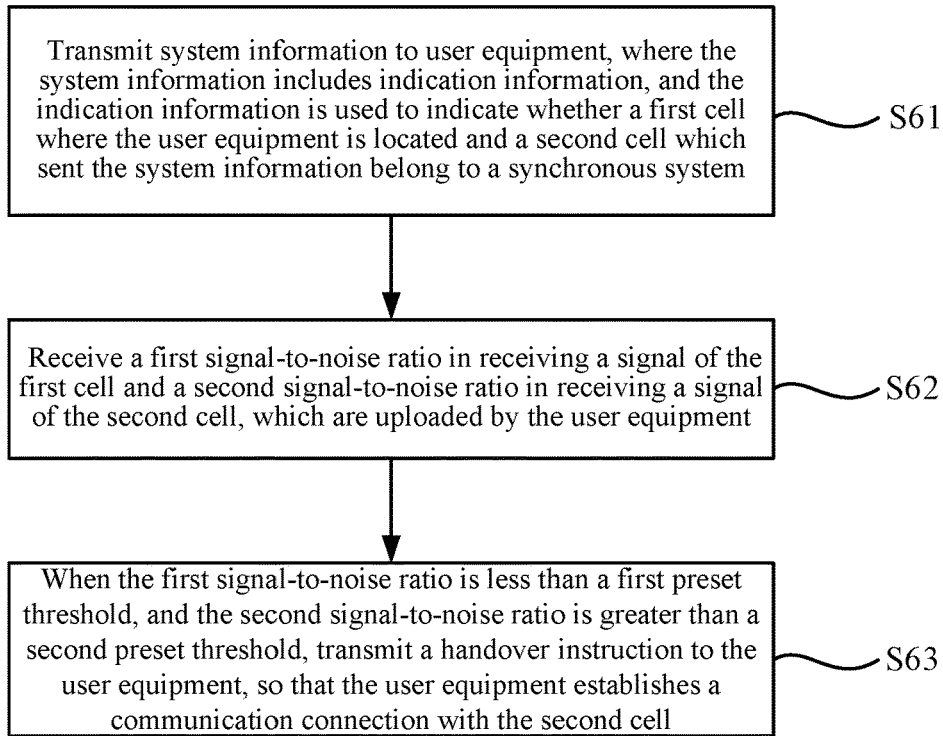 Transmit system information to user equipment, where the
system information includes indication information, and the
indication information is used to indicate whether a first cell
where the user equipment is located and a second cell which
sent the system information belong to a synchronous system
S61
Receive a first signal-to-noise ratio in receiving a signal of the
first cell and a second signal-to-noise ratio in receiving a
signal of the second cell, which are uploaded by the user equipment
S62
When the first signal-to-noise ratio is less than a first preset
threshold, and the second signal-to-noise ratio is greater than a
second preset threshold, transmit a handover instruction to the
user equipment, so that the user equipment establishes a
communication connection with the second cell
S63